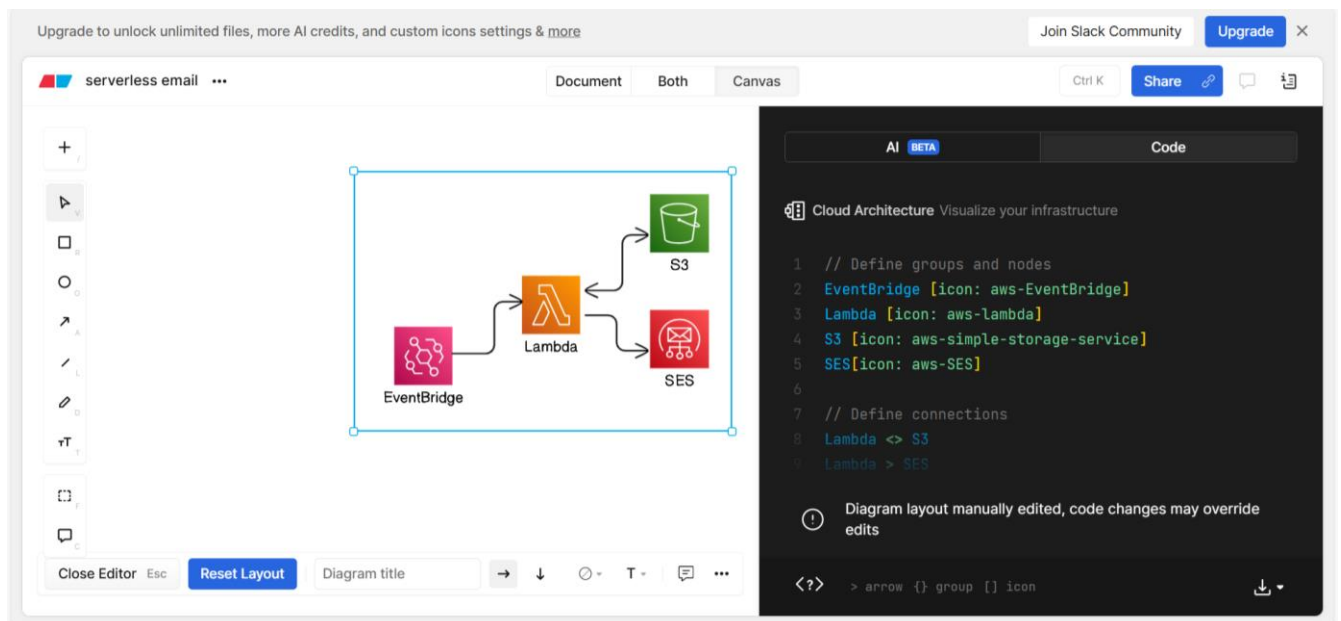 Upgrade to unlock unlimited files, more AI credits, and custom icons settings & more
Join Slack Community
Upgrade
serverless email
Document
Both
Canvas
Ctrl K
Share
AI BETA
Code
Cloud Architecture Visualize your infrastructure
S3
Lambda
SES
EventBridge
1 // Define groups and nodes
2 EventBridge [icon: aws-EventBridge]
3 Lambda [icon: aws-lambda]
4 S3 [icon: aws-simple-storage-service]
5 SES[icon: aws-SES]
6
7 // Define connections
8 Lambda <> S3
9 Lambda > SES
Diagram layout manually edited, code changes may override
edits
Close Editor Esc
Reset Layout
Diagram title
T
> arrow {} group [] icon